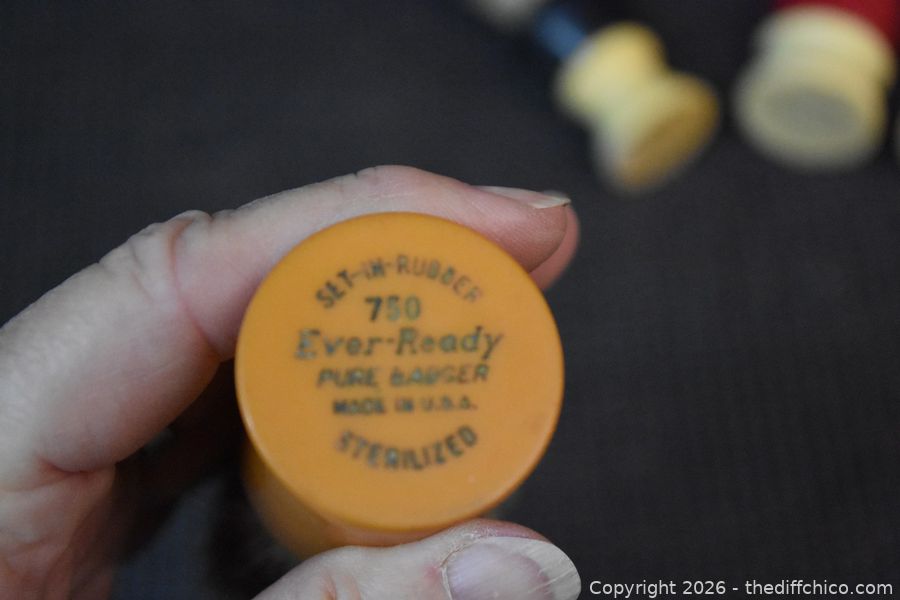 SET-IN-RUBBER
750
Ever-Ready
PURE BADGER
MADE IN U.S.A.
STERILIZED
Copyright 2026 - thediffchico.com